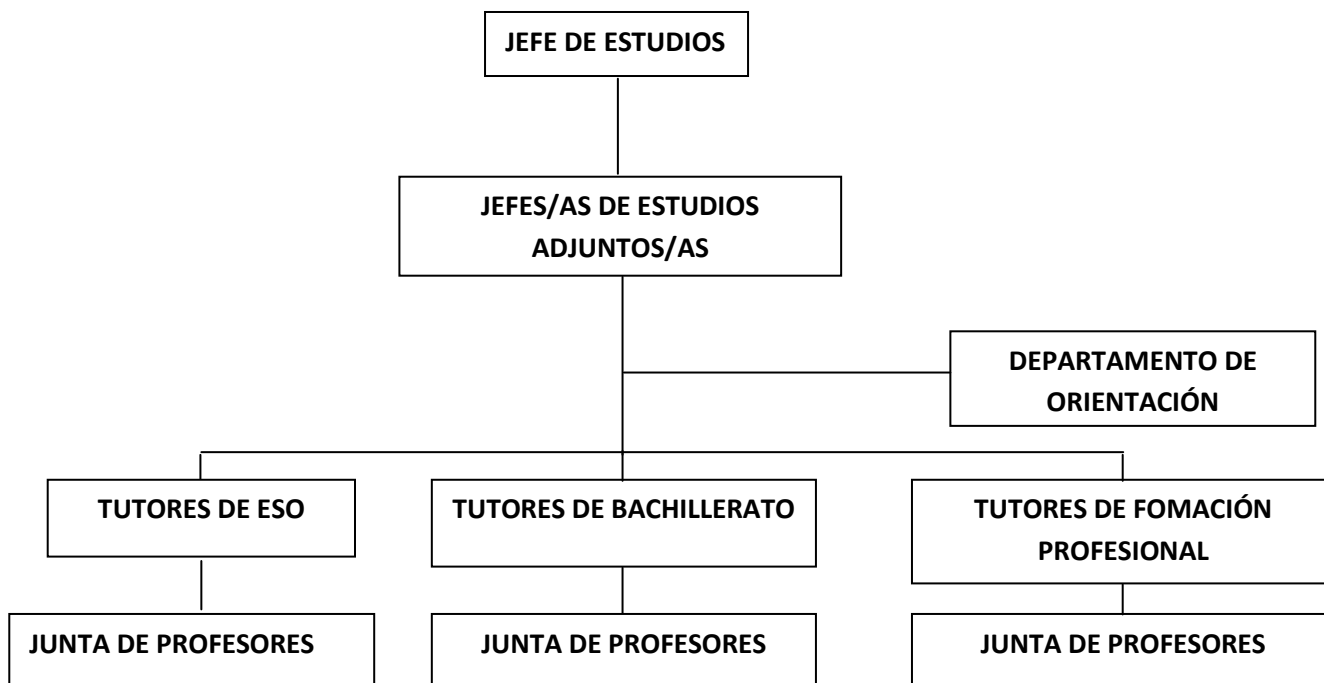 JEFE DE ESTUDIOS
JEFES/AS DE ESTUDIOS
ADJUNTOS/AS
DEPARTAMENTO DE
ORIENTACIÓN
TUTORES DE ESO
TUTORES DE BACHILLERATO
TUTORES DE FOMACIÓN
PROFESIONAL
JUNTA DE PROFESORES
JUNTA DE PROFESORES
JUNTA DE PROFESORES